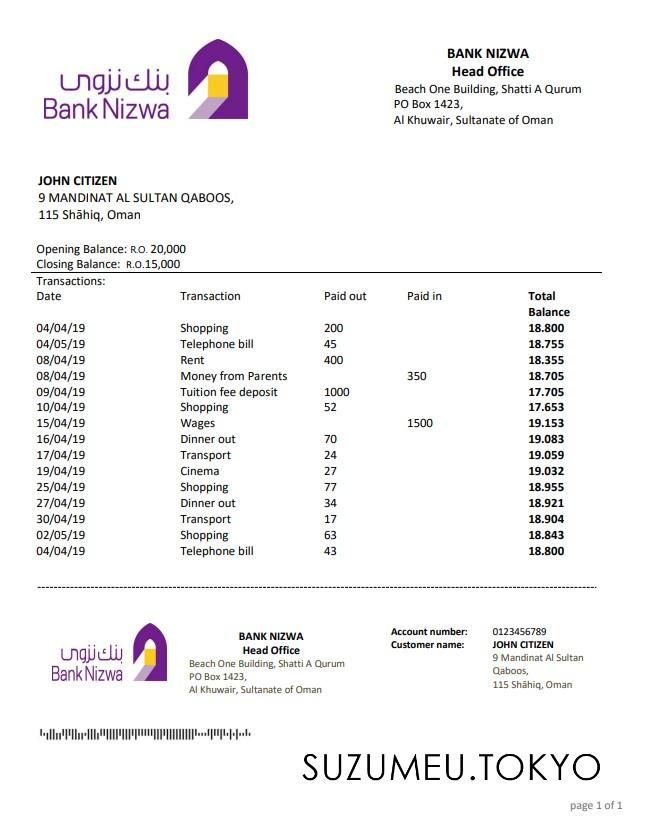 بنك نزوى
Bank Nizwa
BANK NIZWA
Head Office
Beach One Building, Shatti A Qurum
PO Box 1423,
Al Khuwair, Sultanate of Oman
JOHN CITIZEN
9 MANDINAT AL SULTAN QABOOS,
115 Shāhiq, Oman
Opening Balance: R.O. 20,000
Closing Balance: R.O.15,000
Transactions:
Date Transaction Paid out Paid in Total
Balance
04/04/19 Shopping 200 18.800
04/05/19 Telephone bill 45 18.755
08/04/19 Rent 400 18.355
08/04/19 Money from Parents 350 18.705
09/04/19 Tuition fee deposit 1000 17.705
10/04/19 Shopping 52 17.653
15/04/19 Wages 1500 19.153
16/04/19 Dinner out 70 19.083
17/04/19 Transport 24 19.059
19/04/19 Cinema 27 19.032
25/04/19 Shopping 77 18.955
27/04/19 Dinner out 34 18.921
30/04/19 Transport 17 18.904
02/05/19 Shopping 63 18.843
04/04/19 Telephone bill 43 18.800
بنك نزوى
Bank Nizwa
BANK NIZWA
Head Office
Beach One Building, Shatti A Qurum
PO Box 1423,
Al Khuwair, Sultanate of Oman
Account number: 0123456789
Customer name: JOHN CITIZEN
9 Mandinat Al Sultan
Qaboos,
115 Shāhiq, Oman
SUZUMEU.TOKYO
page 1 of 1